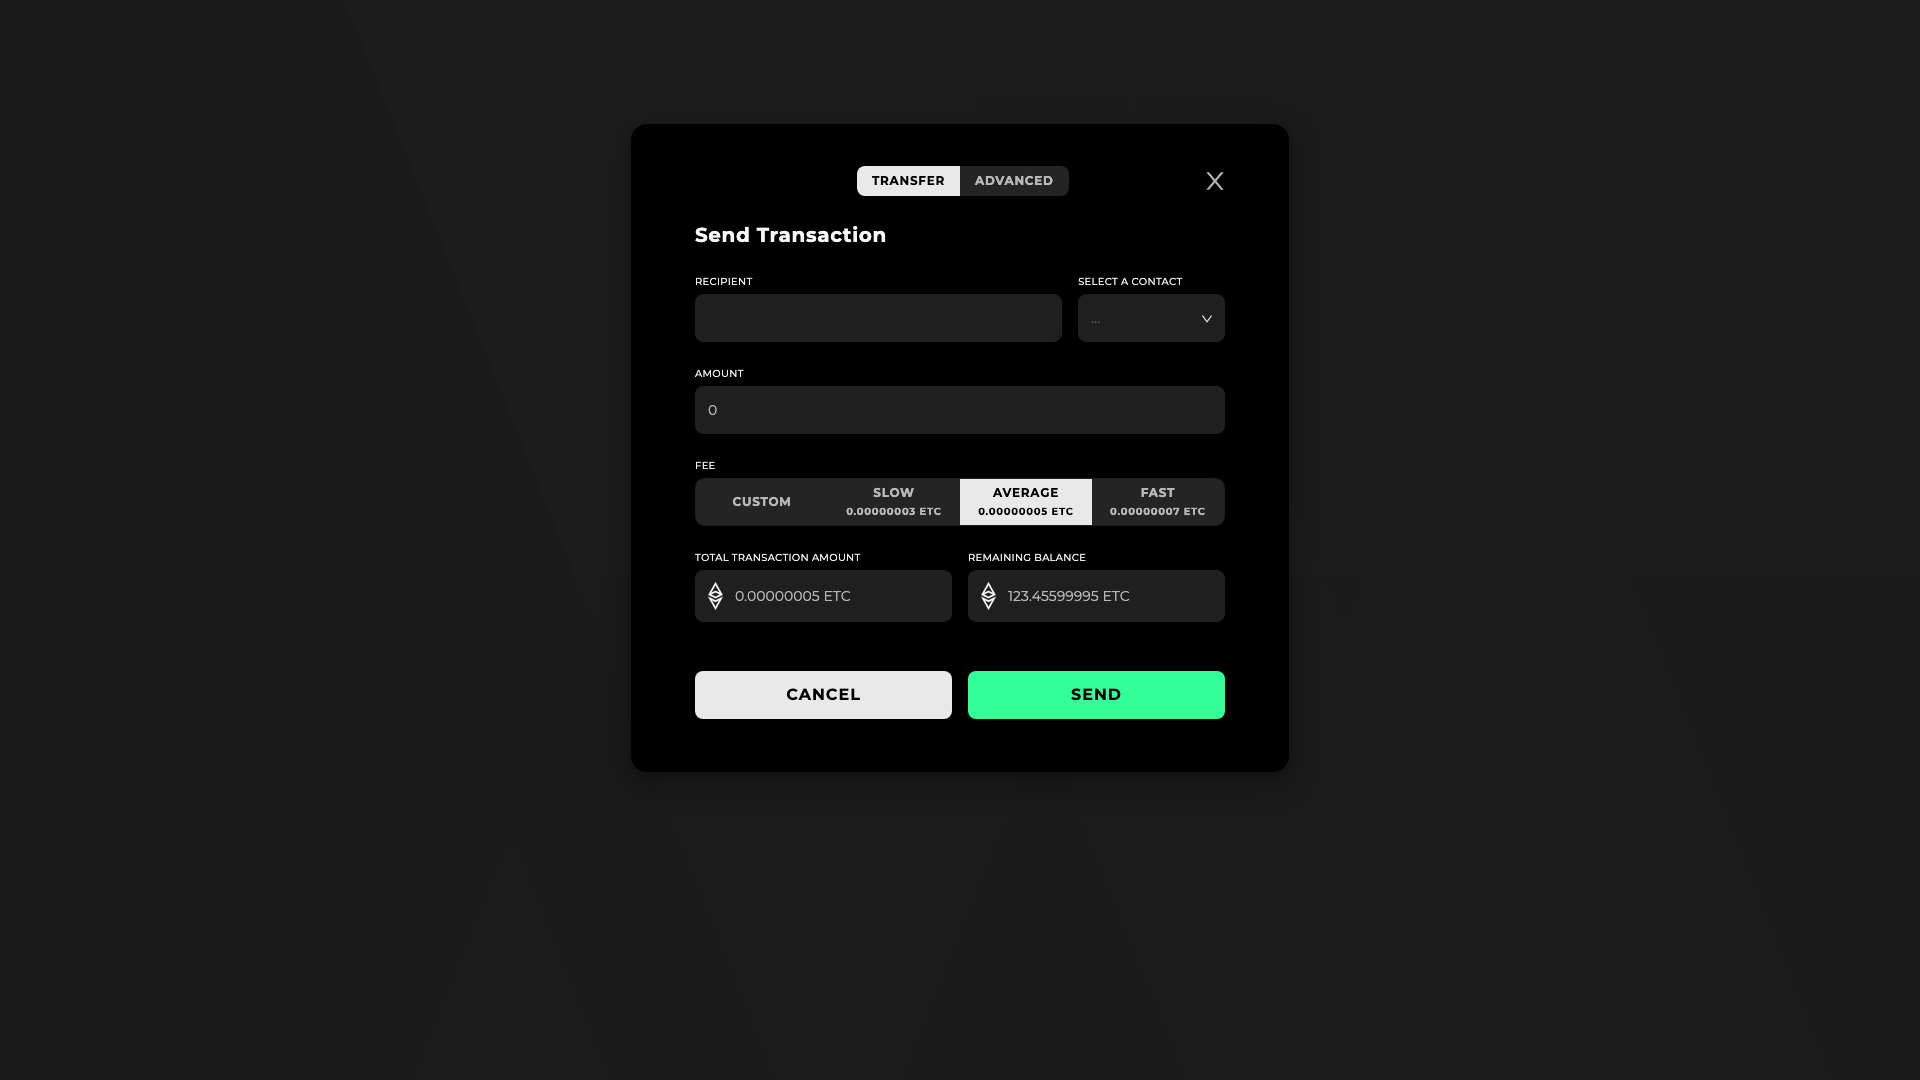 TRANSFER ADVANCED X
Send Transaction
RECIPIENT SELECT A CONTACT
...
AMOUNT
0
FEE
CUSTOM
SLOW
0.00000003 ETC
AVERAGE
0.00000005 ETC
FAST
0.00000007 ETC
TOTAL TRANSACTION AMOUNT REMAINING BALANCE
0.00000005 ETC 123.45599995 ETC
CANCEL SEND